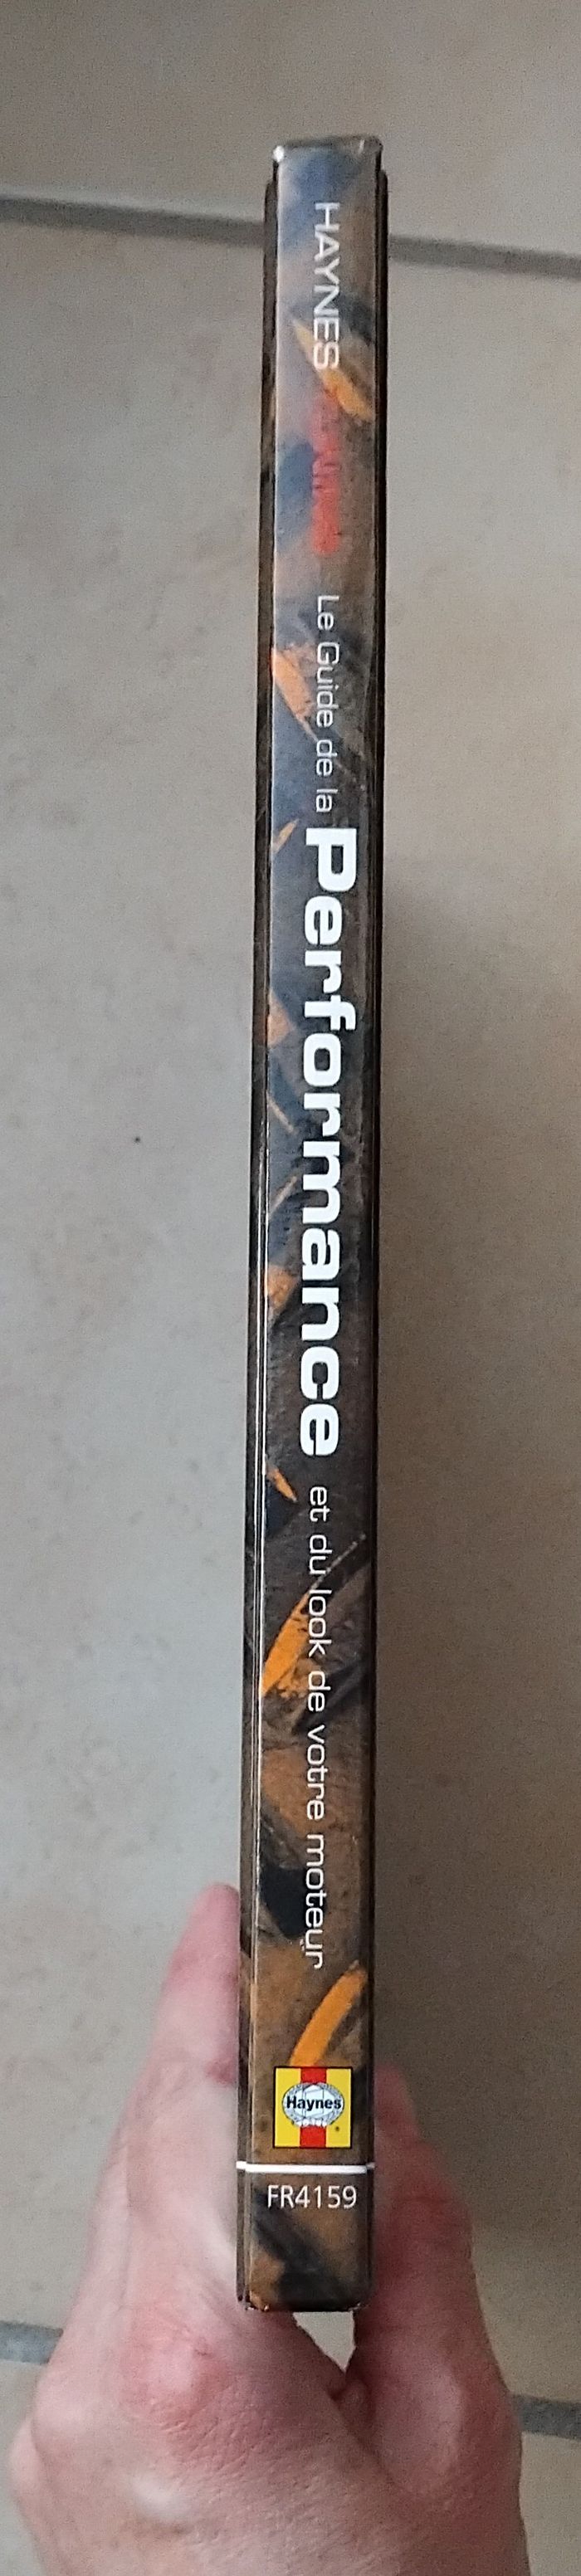 HAYNES
Le Guide de la Performance et du look de votre moteur
Haynes
FR4159